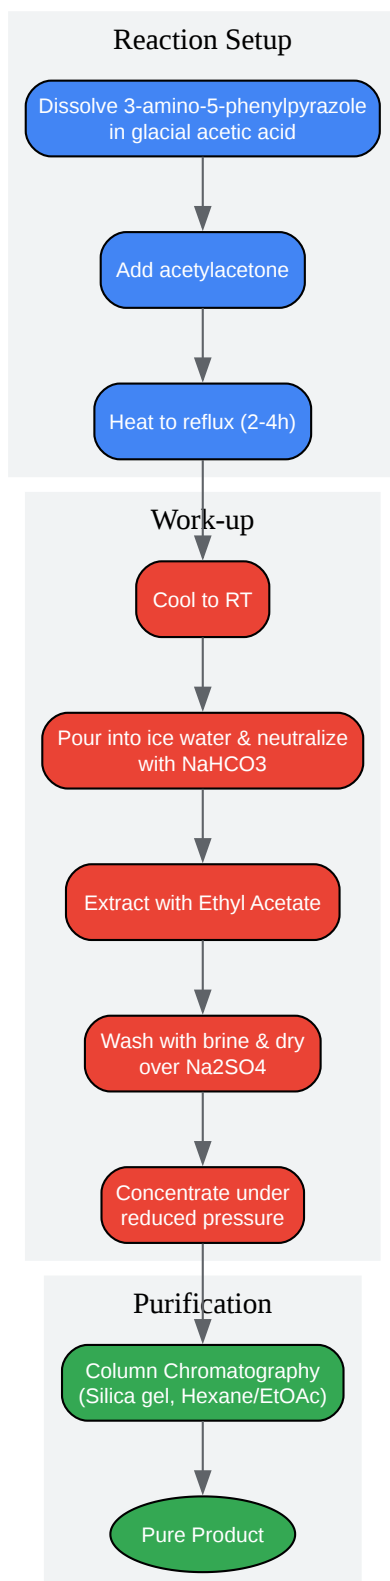 Reaction Setup
Dissolve 3-amino-5-phenylpyrazole
in glacial acetic acid
Add acetylacetone
Heat to reflux (2-4h)
Work-up
Cool to RT
Pour into ice water & neutralize
with NaHCO3
Extract with Ethyl Acetate
Wash with brine & dry
over Na2SO4
Concentrate under
reduced pressure
Purification
Column Chromatography
(Silica gel, Hexane/EtOAc)
Pure Product